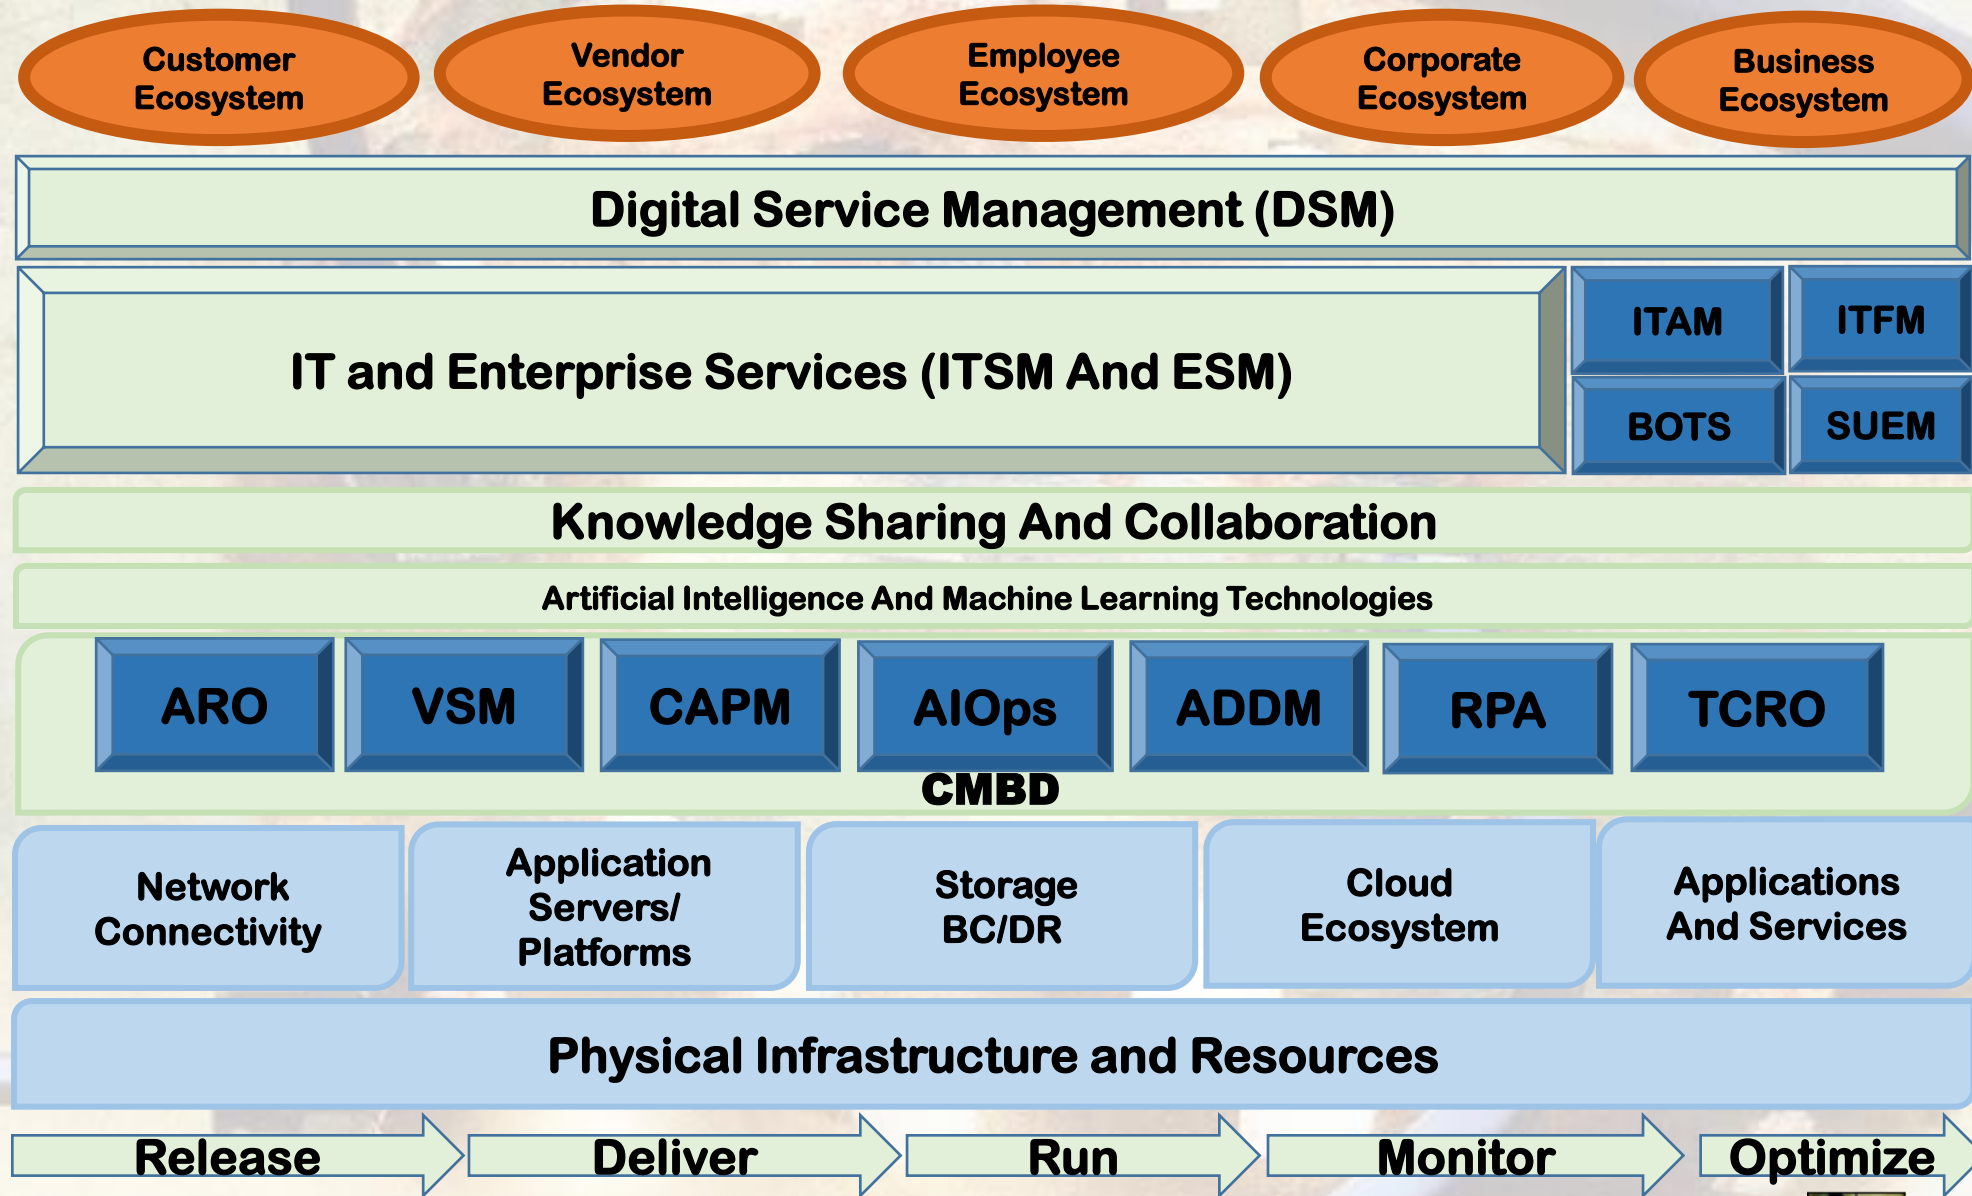 Customer
Ecosystem
Vendor
Ecosystem
Employee
Ecosystem
Corporate
Ecosystem
Business
Ecosystem
Digital Service Management (DSM)
IT and Enterprise Services (ITSM And ESM)
ITAM
ITFM
BOTS
SUEM
Knowledge Sharing And Collaboration
Artificial Intelligence And Machine Learning Technologies
ARO
VSM
CAPM
AIOps
ADDM
RPA
TCRO
CMBD
Network
Connectivity
Application
Servers/
Platforms
Storage
BC/DR
Cloud
Ecosystem
Applications
And Services
Physical Infrastructure and Resources
Release
Deliver
Run
Monitor
Optimize